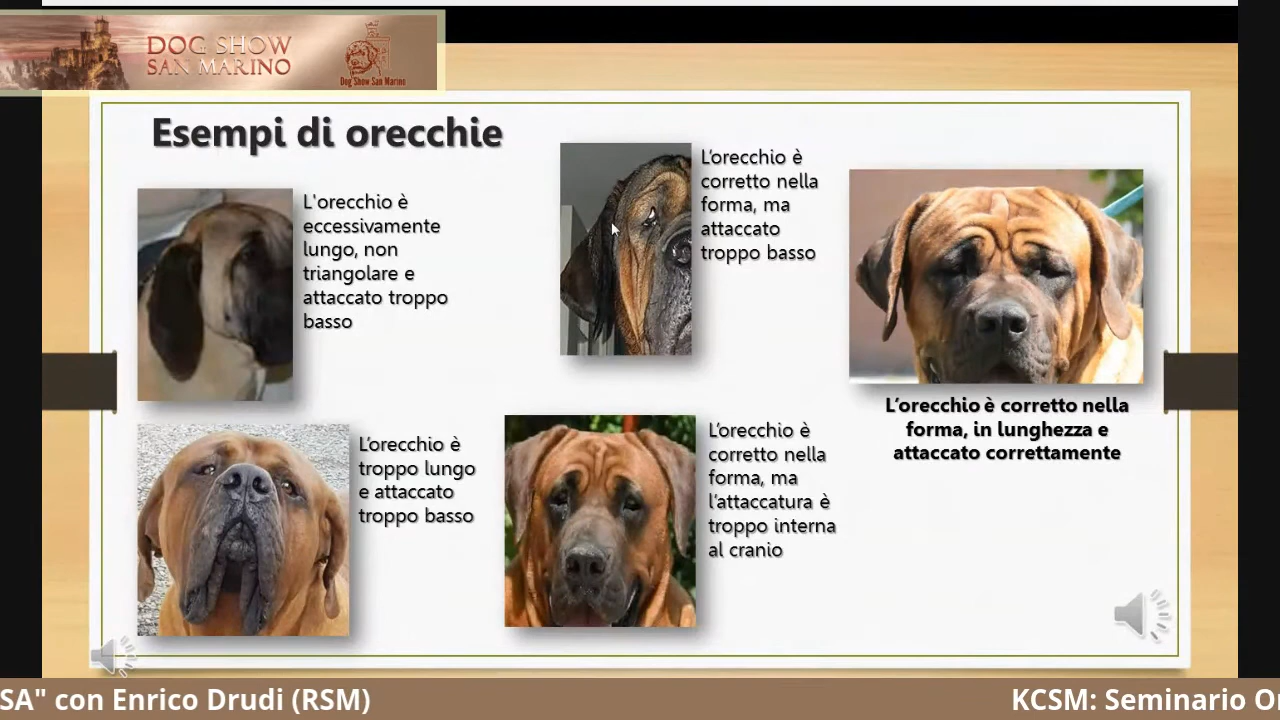 DOG SHOW
SAN MARINO
Dog Show San Marino
Esempi di orecchie
L'orecchio è
eccessivamente
lungo, non
triangolare e
attaccato troppo
basso
L’orecchio è
corretto nella
forma, ma
attaccato
troppo basso
L’orecchio è corretto nella
forma, in lunghezza e
attaccato correttamente
L’orecchio è
troppo lungo
e attaccato
troppo basso
L’orecchio è
corretto nella
forma, ma
l’attaccatura è
troppo interna
al cranio
SA" con Enrico Drudi (RSM)
KCSM: Seminario